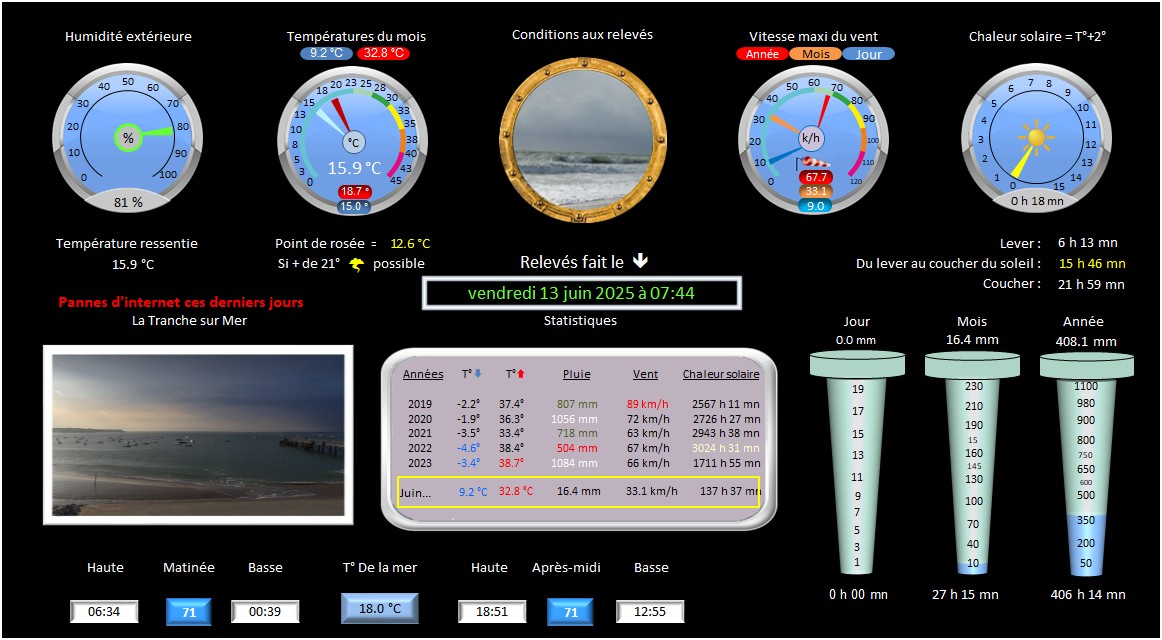 Humidité extérieure
Températures du mois
Conditions aux relevés
Vitesse maxi du vent
Chaleur solaire = T°+2°
9.2 °C 32.8 °C
Année Mois Jour
0 10 20 30 40 50 60 70 80 90 100
%
81 %
0 3 5 8 10 13 15 18 20 23 25 28 30 33 35 38 40 43 45
°C
15.9 °C
18.7 °
15.0 °
0 10 20 30 40 50 60 70 80 90 100 110 120
k/h
67.7
33.1
9.0
0 1 2 3 4 5 6 7 8 9 10 11 12 13 14 15
0 h 18 mn
Température ressentie
15.9 °C
Point de rosée = 12.6 °C
Si + de 21° possible
Relevés fait le
vendredi 13 juin 2025 à 07:44
Lever : 6 h 13 mn
Du lever au coucher du soleil : 15 h 46 mn
Coucher : 21 h 59 mn
Pannes d'internet ces derniers jours
La Tranche sur Mer
Statistiques
Années T° T° Pluie Vent Chaleur solaire
2019 -2.2° 37.4° 807 mm 89 km/h 2567 h 11 mn
2020 -1.9° 36.3° 1056 mm 72 km/h 2726 h 27 mn
2021 -3.5° 33.4° 718 mm 63 km/h 2943 h 38 mn
2022 -4.6° 38.4° 504 mm 67 km/h 3024 h 31 mn
2023 -3.4° 38.7° 1084 mm 66 km/h 1711 h 55 mn
Juin... 9.2 °C 32.8 °C 16.4 mm 33.1 km/h 137 h 37 mn
Jour
0.0 mm
19
17
15
13
11
9
7
5
3
1
0 h 00 mn
Mois
16.4 mm
230
210
190
15
160
145
130
100
70
40
10
27 h 15 mn
Année
408.1 mm
1100
980
900
800
750
650
600
500
350
200
50
406 h 14 mn
Haute Matinée Basse T° De la mer Haute Après-midi Basse
06:34 71 00:39 18.0 °C 18:51 71 12:55